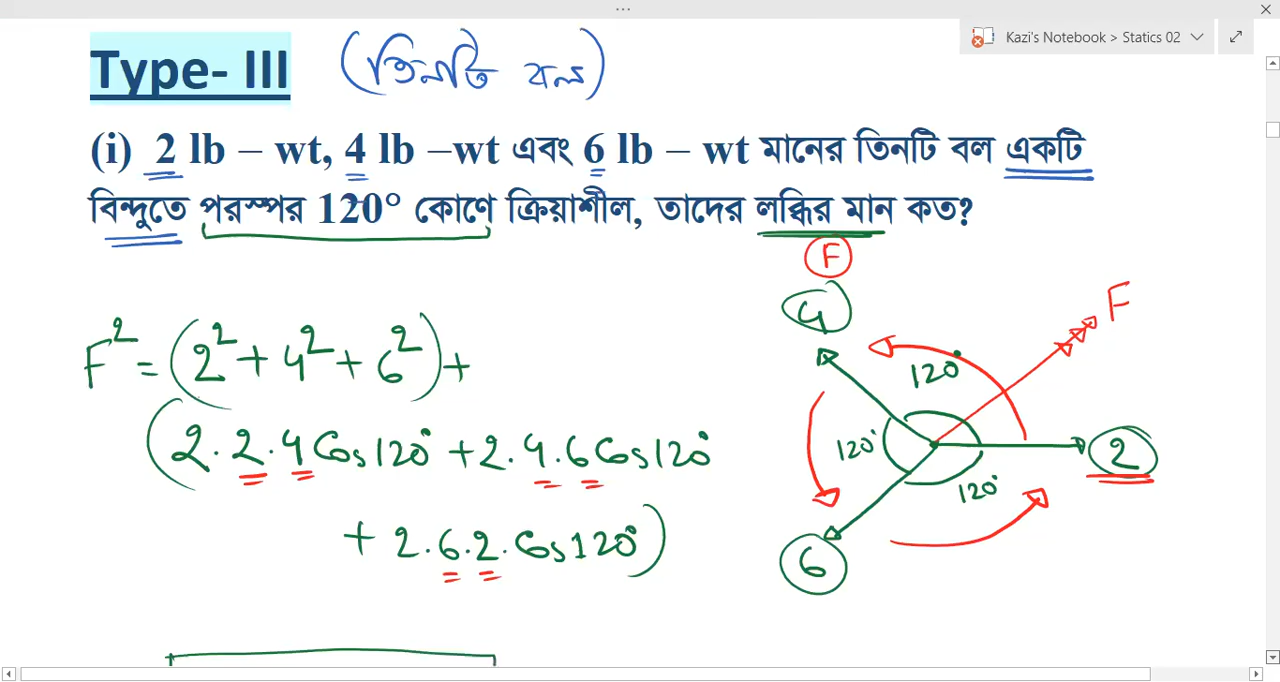 Kazi's Notebook > Statics 02
Type- III (তিনটি বল)
(i) 2 lb – wt, 4 lb –wt এবং 6 lb – wt মানের তিনটি বল একটি
বিন্দুতে পরস্পর 120° কোণে ক্রিয়াশীল, তাদের লব্ধির মান কত?
F
F² = (2² + 4² + 6²) +
(2·2·4 Cos120° + 2·4·6 Cos120°
+ 2·6·2·Cos120°)
4
F
120°
120°
2
120°
6